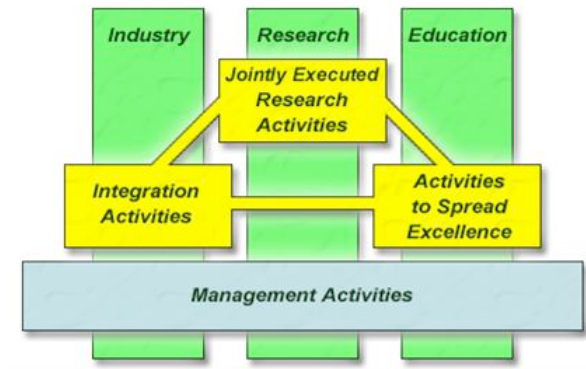 Industry
Research
Education
Jointly Executed
Research
Activities
Integration
Activities
Activities
to Spread
Excellence
Management Activities